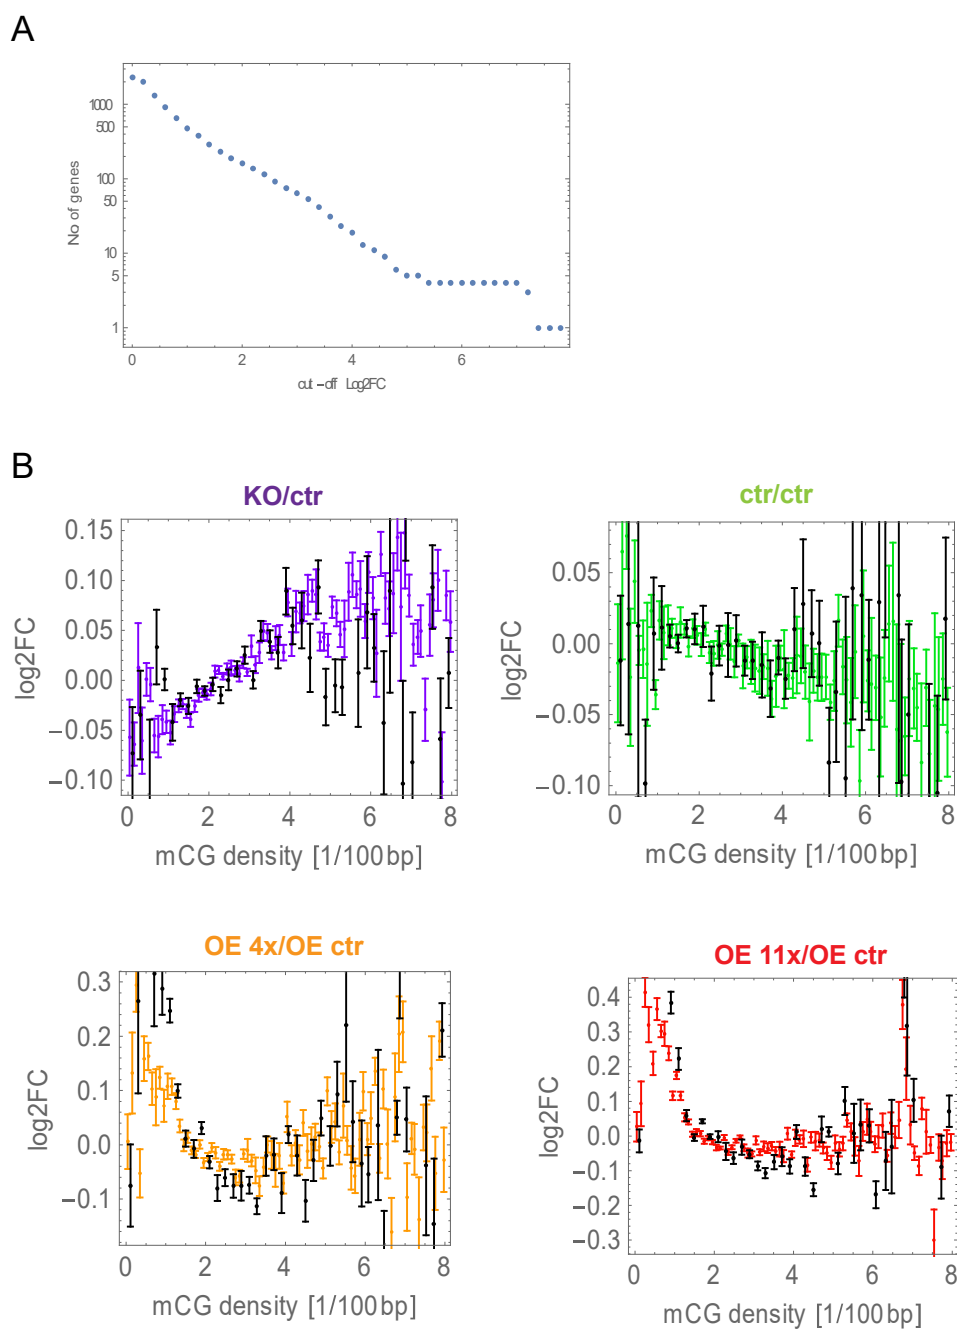 A
1000
500
100
50
10
5
1
No of genes
0 2 4 6
cut-off Log2FC
B
KO/ctr
0.15
0.10
0.05
0.00
−0.05
−0.10
log2FC
0 2 4 6 8
mCG density [1/100bp]
ctr/ctr
0.05
0.00
−0.05
−0.10
log2FC
0 2 4 6 8
mCG density [1/100bp]
OE 4x/OE ctr
0.3
0.2
0.1
0.0
−0.1
log2FC
0 2 4 6 8
mCG density [1/100bp]
OE 11x/OE ctr
0.4
0.3
0.2
0.1
0.0
−0.1
−0.2
−0.3
log2FC
0 2 4 6 8
mCG density [1/100bp]